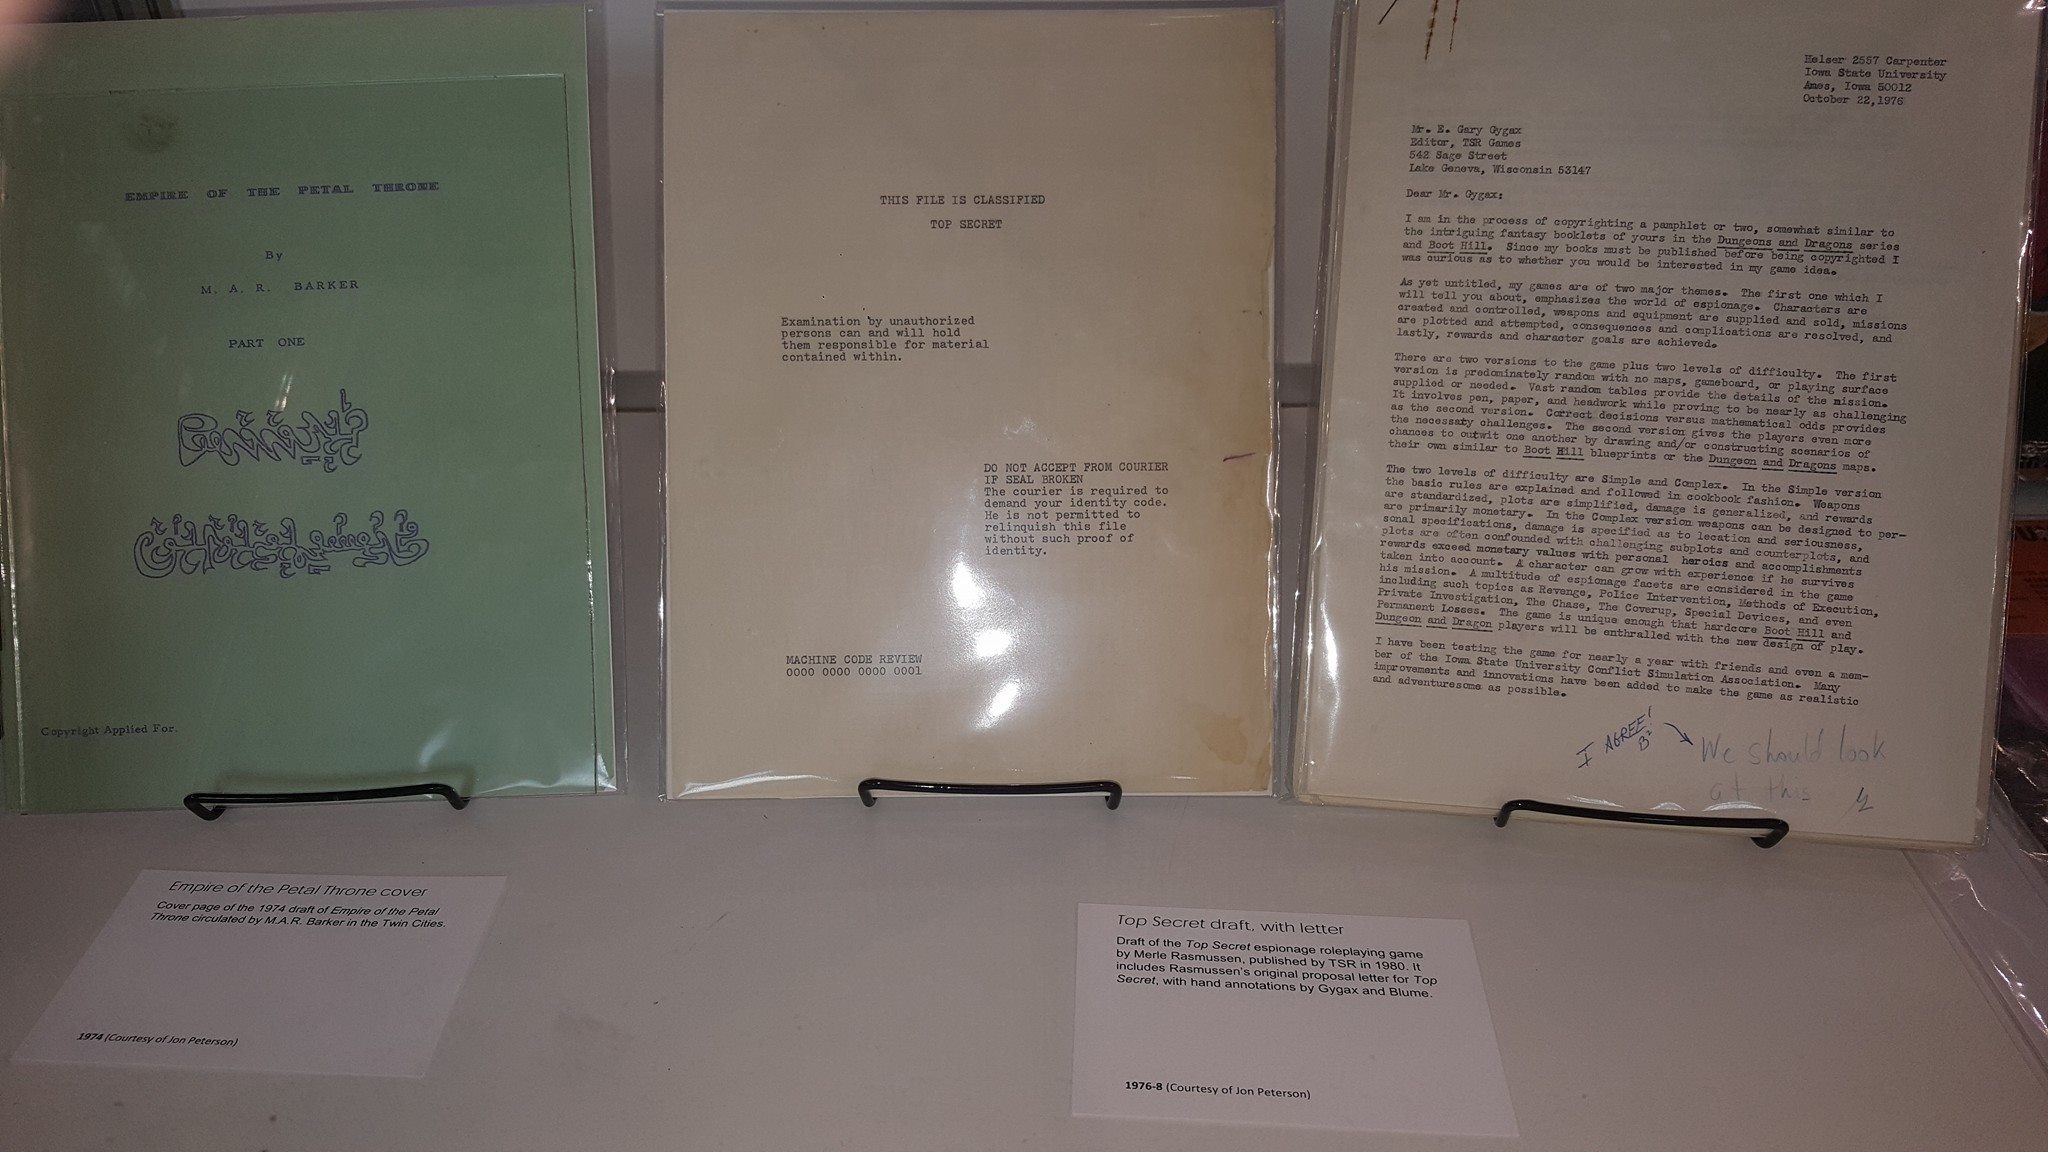 EMPIRE OF THE PETAL THRONE
By
M. A. R. BARKER
PART ONE
Copyright Applied For.
THIS FILE IS CLASSIFIED
TOP SECRET
Examination by unauthorized
persons can and will hold
them responsible for material
contained within.
DO NOT ACCEPT FROM COURIER
IF SEAL BROKEN
The courier is required to
demand your identity code.
He is not permitted to
relinquish this file
without such proof of
identity.
MACHINE CODE REVIEW
0000 0000 0000 0001
Helser 2557 Carpenter
Iowa State University
Ames, Iowa 50012
October 22,1976
Mr. E. Gary Gygax
Editor, TSR Games
542 Sage Street
Lake Geneva, Wisconsin 53147
Dear Mr. Gygax:
I am in the process of copyrighting a pamphlet or two, somewhat similar to
the intriguing fantasy booklets of yours in the Dungeons and Dragons series
and Boot Hill. Since my books must be published before being copyrighted I
was curious as to whether you would be interested in my game idea.
As yet untitled, my games are of two major themes. The first one which I
will tell you about, emphasizes the world of espionage. Characters are
created and controlled, weapons and equipment are supplied and sold, missions
are plotted and attempted, consequences and complications are resolved, and
lastly, rewards and character goals are achieved.
There are two versions to the game plus two levels of difficulty. The first
version is predominately random with no maps, gameboard, or playing surface
supplied or needed. Vast random tables provide the details of the mission.
It involves pen, paper, and headwork while proving to be nearly as challenging
as the second version. Correct decisions versus mathematical odds provides
the necessaty challenges. The second version gives the players even more
chances to outwit one another by drawing and/or constructing scenarios of
their own similar to Boot Hill blueprints or the Dungeon and Dragons maps.
The two levels of difficulty are Simple and Complex. In the Simple version
the basic rules are explained and followed in cookbook fashion. Weapons
are standardized, plots are simplified, damage is generalized, and rewards
are primarily monetary. In the Complex version weapons can be designed to per-
sonal specifications, damage is specified as to location and seriousness,
plots are often confounded with challenging subplots and counterplots, and
rewards exceed monetary values with personal heroics and accomplishments
taken into account. A character can grow with experience if he survives
his mission. A multitude of espionage facets are considered in the game
including such topics as Revenge, Police Intervention, Methods of Execution,
Private Investigation, The Chase, The Coverup, Special Devices, and even
Permanent Losses. The game is unique enough that hardcore Boot Hill and
Dungeon and Dragon players will be enthralled with the new design of play.
I have been testing the game for nearly a year with friends and even a mem-
ber of the Iowa State University Conflict Simulation Association. Many
improvements and innovations have been added to make the game as realistic
and adventuresome as possible.
I AGREE!
B²
We should look
at this
Empire of the Petal Throne cover
Cover page of the 1974 draft of Empire of the Petal
Throne circulated by M.A.R. Barker in the Twin Cities.
1974 (Courtesy of Jon Peterson)
Top Secret draft, with letter
Draft of the Top Secret espionage roleplaying game
by Merle Rasmussen, published by TSR in 1980. It
includes Rasmussen's original proposal letter for Top
Secret, with hand annotations by Gygax and Blume.
1976-8 (Courtesy of Jon Peterson)